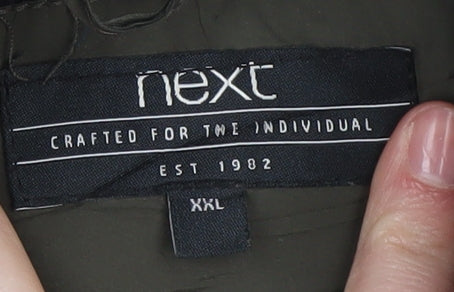 next
CRAFTED FOR THE INDIVIDUAL
EST 1982
XXL